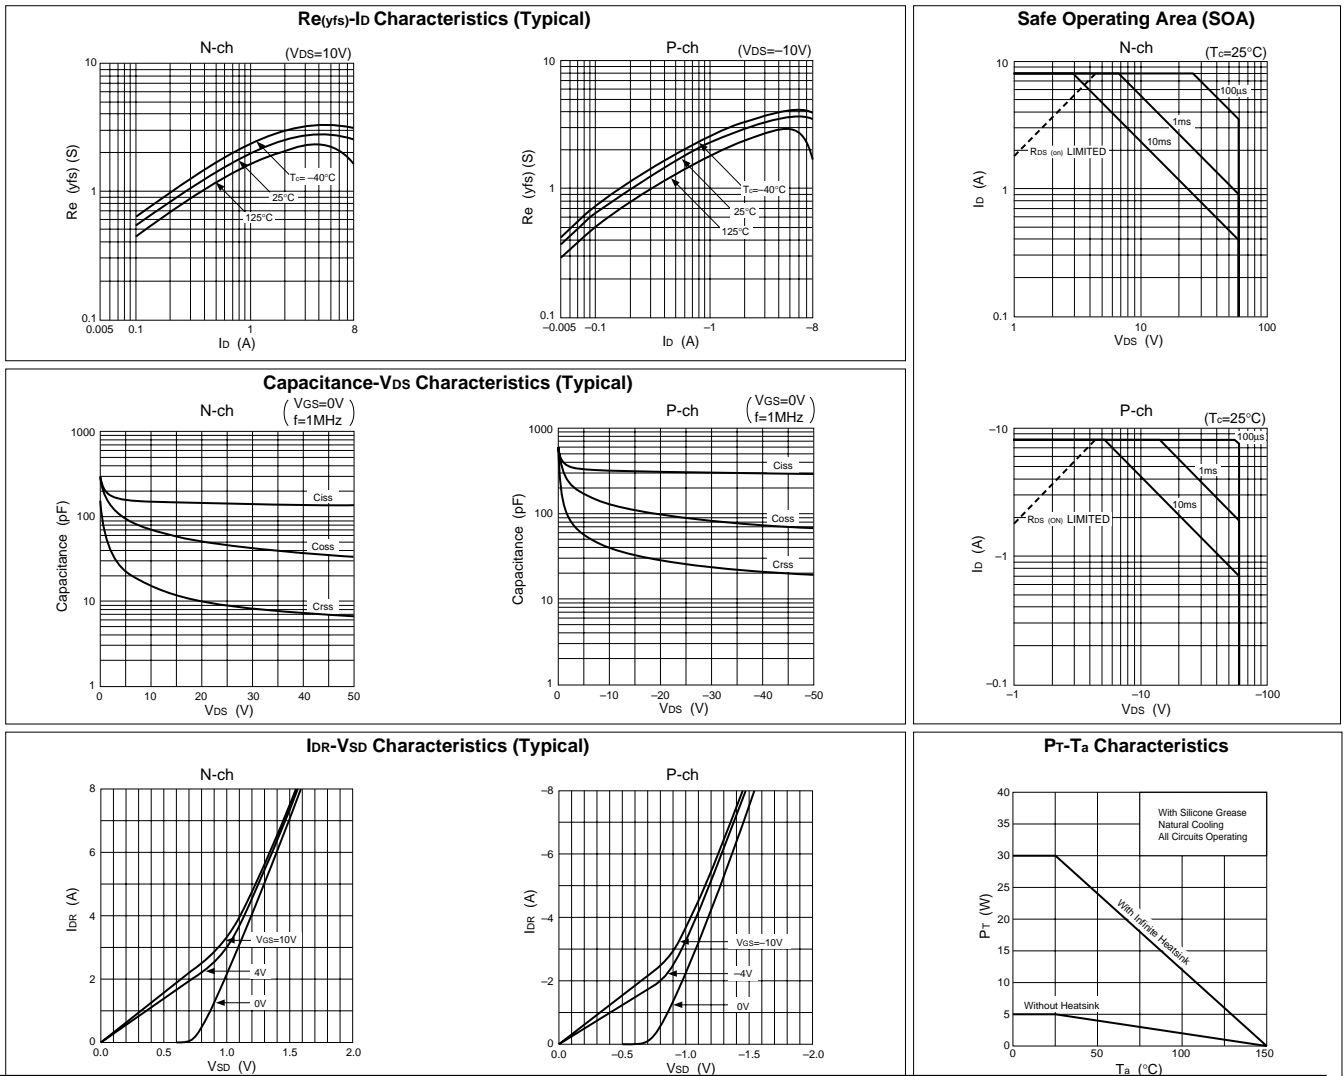 Re(yfs)-ID Characteristics (Typical)
N-ch
(VDS=10V)
10
1
0.1
Re (yfs) (S)
Tc=–40°C
25°C
125°C
0.005 0.1 1 8
ID (A)
P-ch
(VDS=–10V)
10
1
0.1
Re (yfs) (S)
Tc=–40°C
25°C
125°C
–0.005 –0.1 –1 –8
ID (A)
Safe Operating Area (SOA)
N-ch
(Tc=25°C)
10
1
0.1
ID (A)
100µs
1ms
10ms
RDS (on) LIMITED
1 10 100
VDS (V)
P-ch
(Tc=25°C)
–10
–1
–0.1
ID (A)
100µs
1ms
10ms
RDS (ON) LIMITED
–1 –10 –100
VDS (V)
Capacitance-VDS Characteristics (Typical)
N-ch
(VGS=0V
f=1MHz)
1000
100
10
1
Capacitance (pF)
Ciss
Coss
Crss
0 10 20 30 40 50
VDS (V)
P-ch
(VGS=0V
f=1MHz)
1000
100
10
1
Capacitance (pF)
Ciss
Coss
Crss
0 –10 –20 –30 –40 –50
VDS (V)
IDR-VSD Characteristics (Typical)
N-ch
8
6
4
2
0
IDR (A)
VGS=10V
4V
0V
0.0 0.5 1.0 1.5 2.0
VSD (V)
P-ch
–8
–6
–4
–2
0
IDR (A)
VGS=–10V
–4V
0V
0.0 –0.5 –1.0 –1.5 –2.0
VSD (V)
PT-Ta Characteristics
40
35
30
25
20
15
10
5
0
PT (W)
With Silicone Grease
Natural Cooling
All Circuits Operating
With Infinite Heatsink
Without Heatsink
0 50 100 150
Ta (°C)